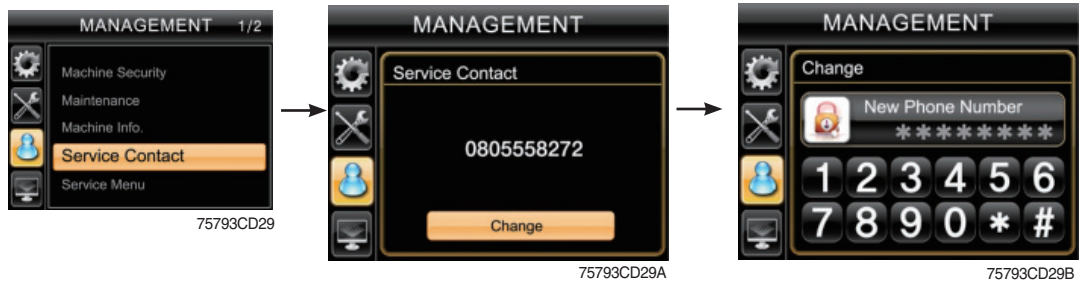 MANAGEMENT 1/2
Machine Security
Maintenance
Machine Info.
Service Contact
Service Menu
75793CD29
MANAGEMENT
Service Contact
0805558272
Change
75793CD29A
MANAGEMENT
Change
New Phone Number
********
1 2 3 4 5 6
7 8 9 0 * #
75793CD29B